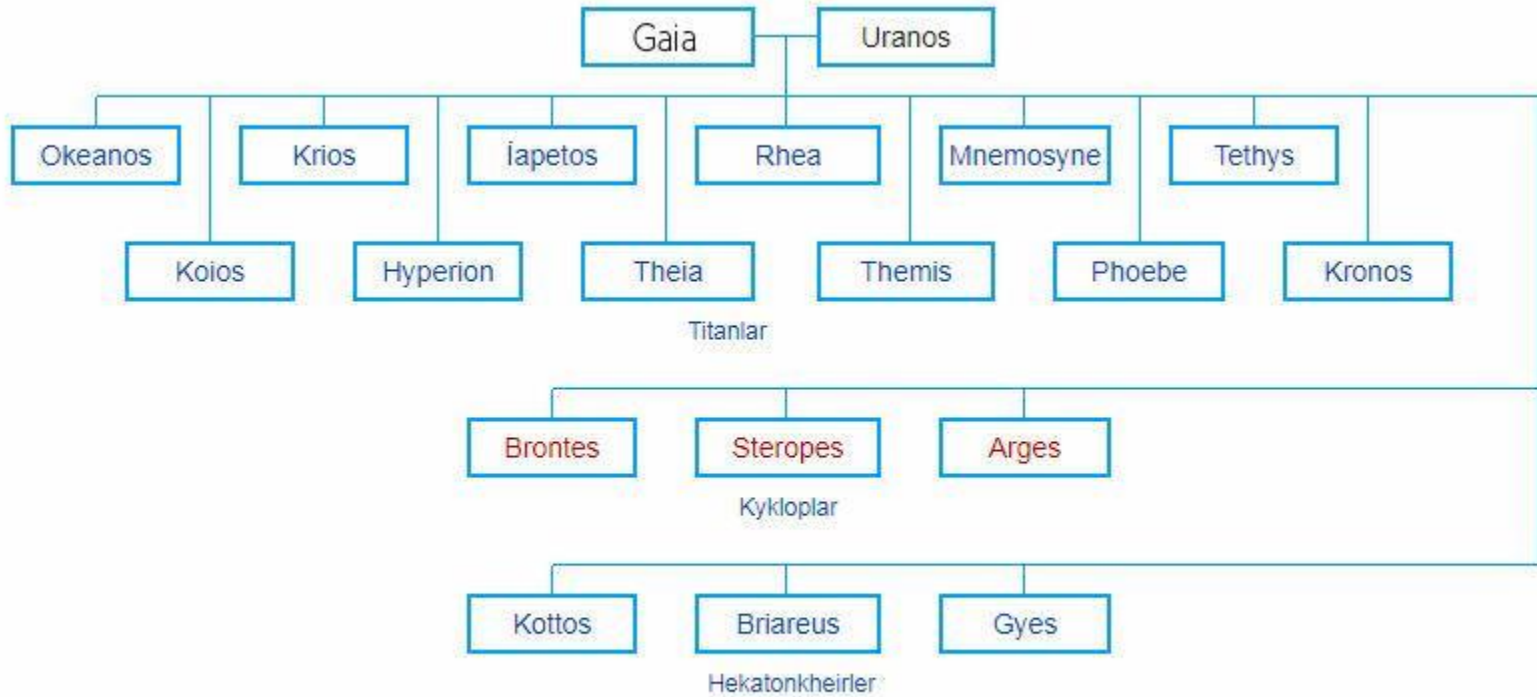 Gaia Uranos
Okeanos Krios İapetos Rhea Mnemosyne Tethys
Koios Hyperion Theia Themis Phoebe Kronos
Titanlar
Brontes Steropes Arges
Kykloplar
Kottos Briareus Gyes
Hekatonkheirler